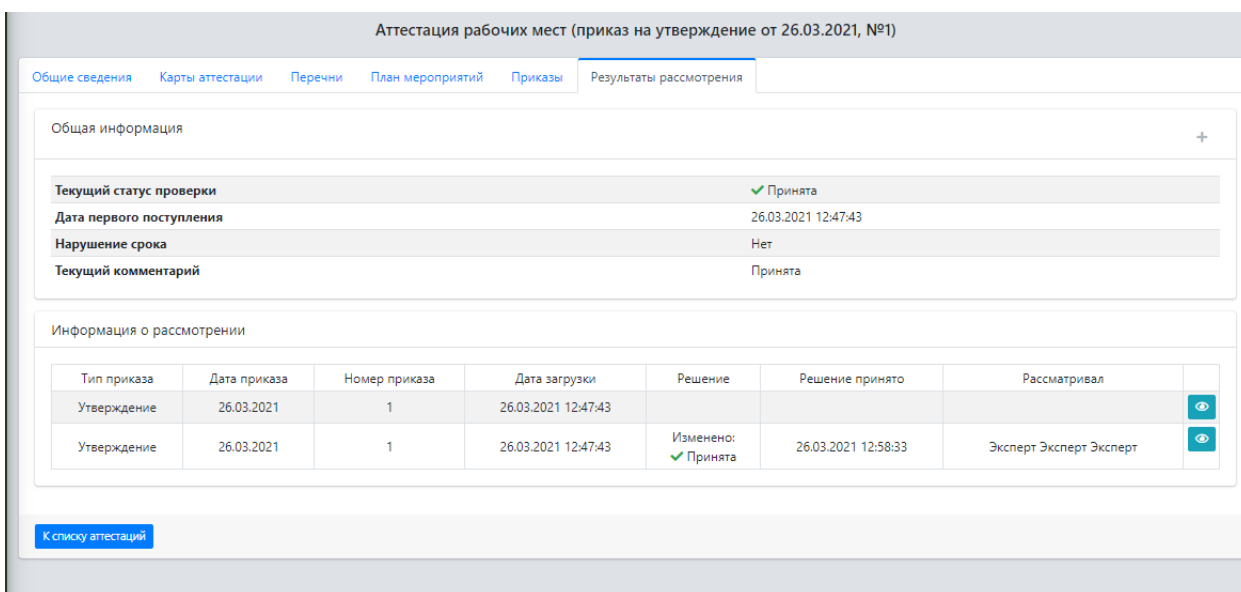 Аттестация рабочих мест (приказ на утверждение от 26.03.2021, №1)
Общие сведения Карты аттестации Перечни План мероприятий Приказы Результаты рассмотрения
Общая информация
+
Текущий статус проверки Принята
Дата первого поступления 26.03.2021 12:47:43
Нарушение срока Нет
Текущий комментарий Принята
Информация о рассмотрении
Тип приказа Дата приказа Номер приказа Дата загрузки Решение Решение принято Рассматривал
Утверждение 26.03.2021 1 26.03.2021 12:47:43
Утверждение 26.03.2021 1 26.03.2021 12:47:43 Изменено: 26.03.2021 12:58:33 Эксперт Эксперт Эксперт
Принята
К списку аттестаций